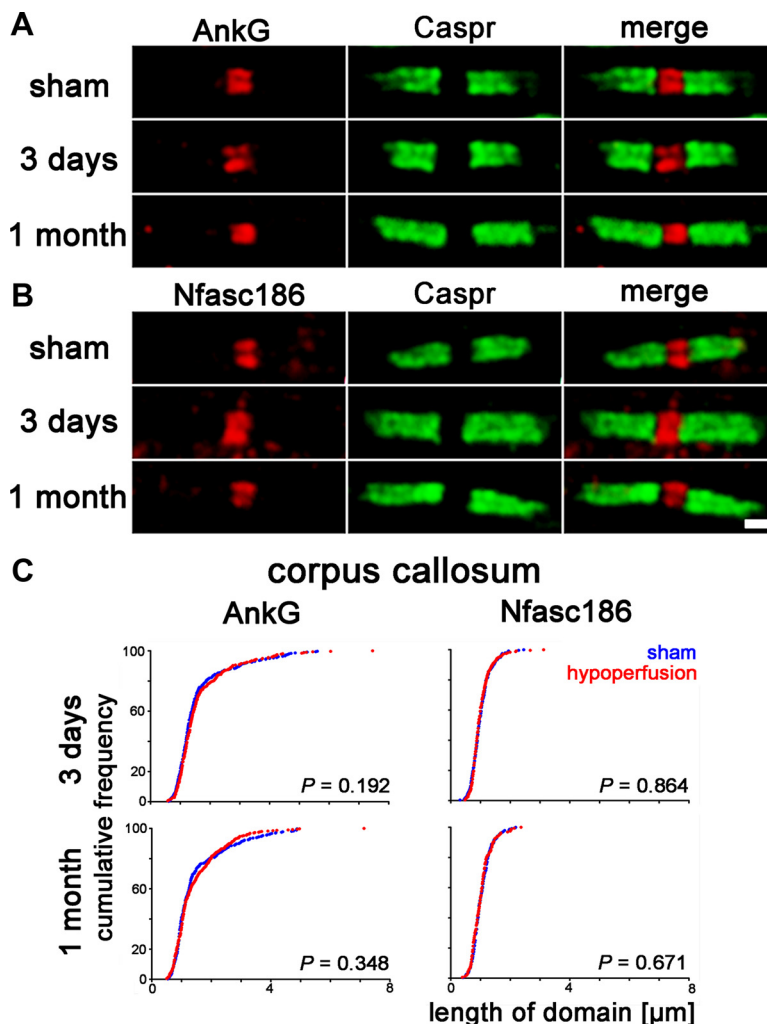 A
AnkG Caspr merge
sham
3 days
1 month
B
Nfasc186 Caspr merge
sham
3 days
1 month
C
corpus callosum
AnkG Nfasc186
3 days
cumulative frequency
100
60
20
0
P = 0.192
sham
hypoperfusion
P = 0.864
1 month
100
60
20
0
P = 0.348
P = 0.671
0 4 8 0 4 8
length of domain [µm]